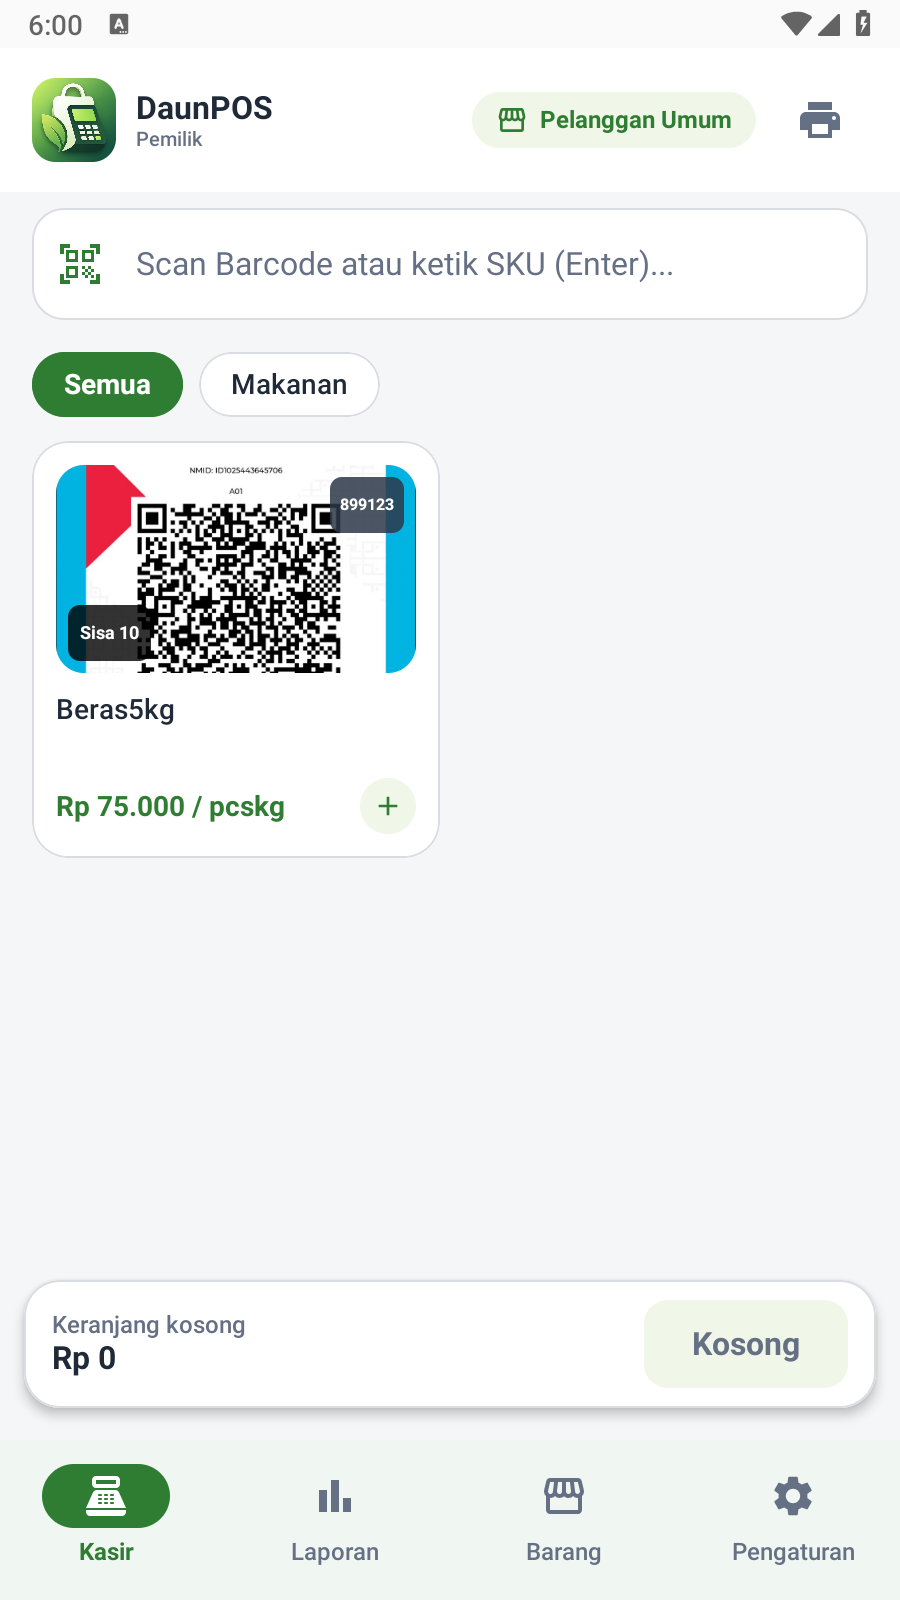 6:00
DaunPOS
Pemilik
Pelanggan Umum
Scan Barcode atau ketik SKU (Enter)...
Semua
Makanan
NMID: ID1025443645706
A01
899123
Sisa 10
Beras5kg
Rp 75.000 / pcskg
Keranjang kosong
Rp 0
Kosong
Kasir
Laporan
Barang
Pengaturan